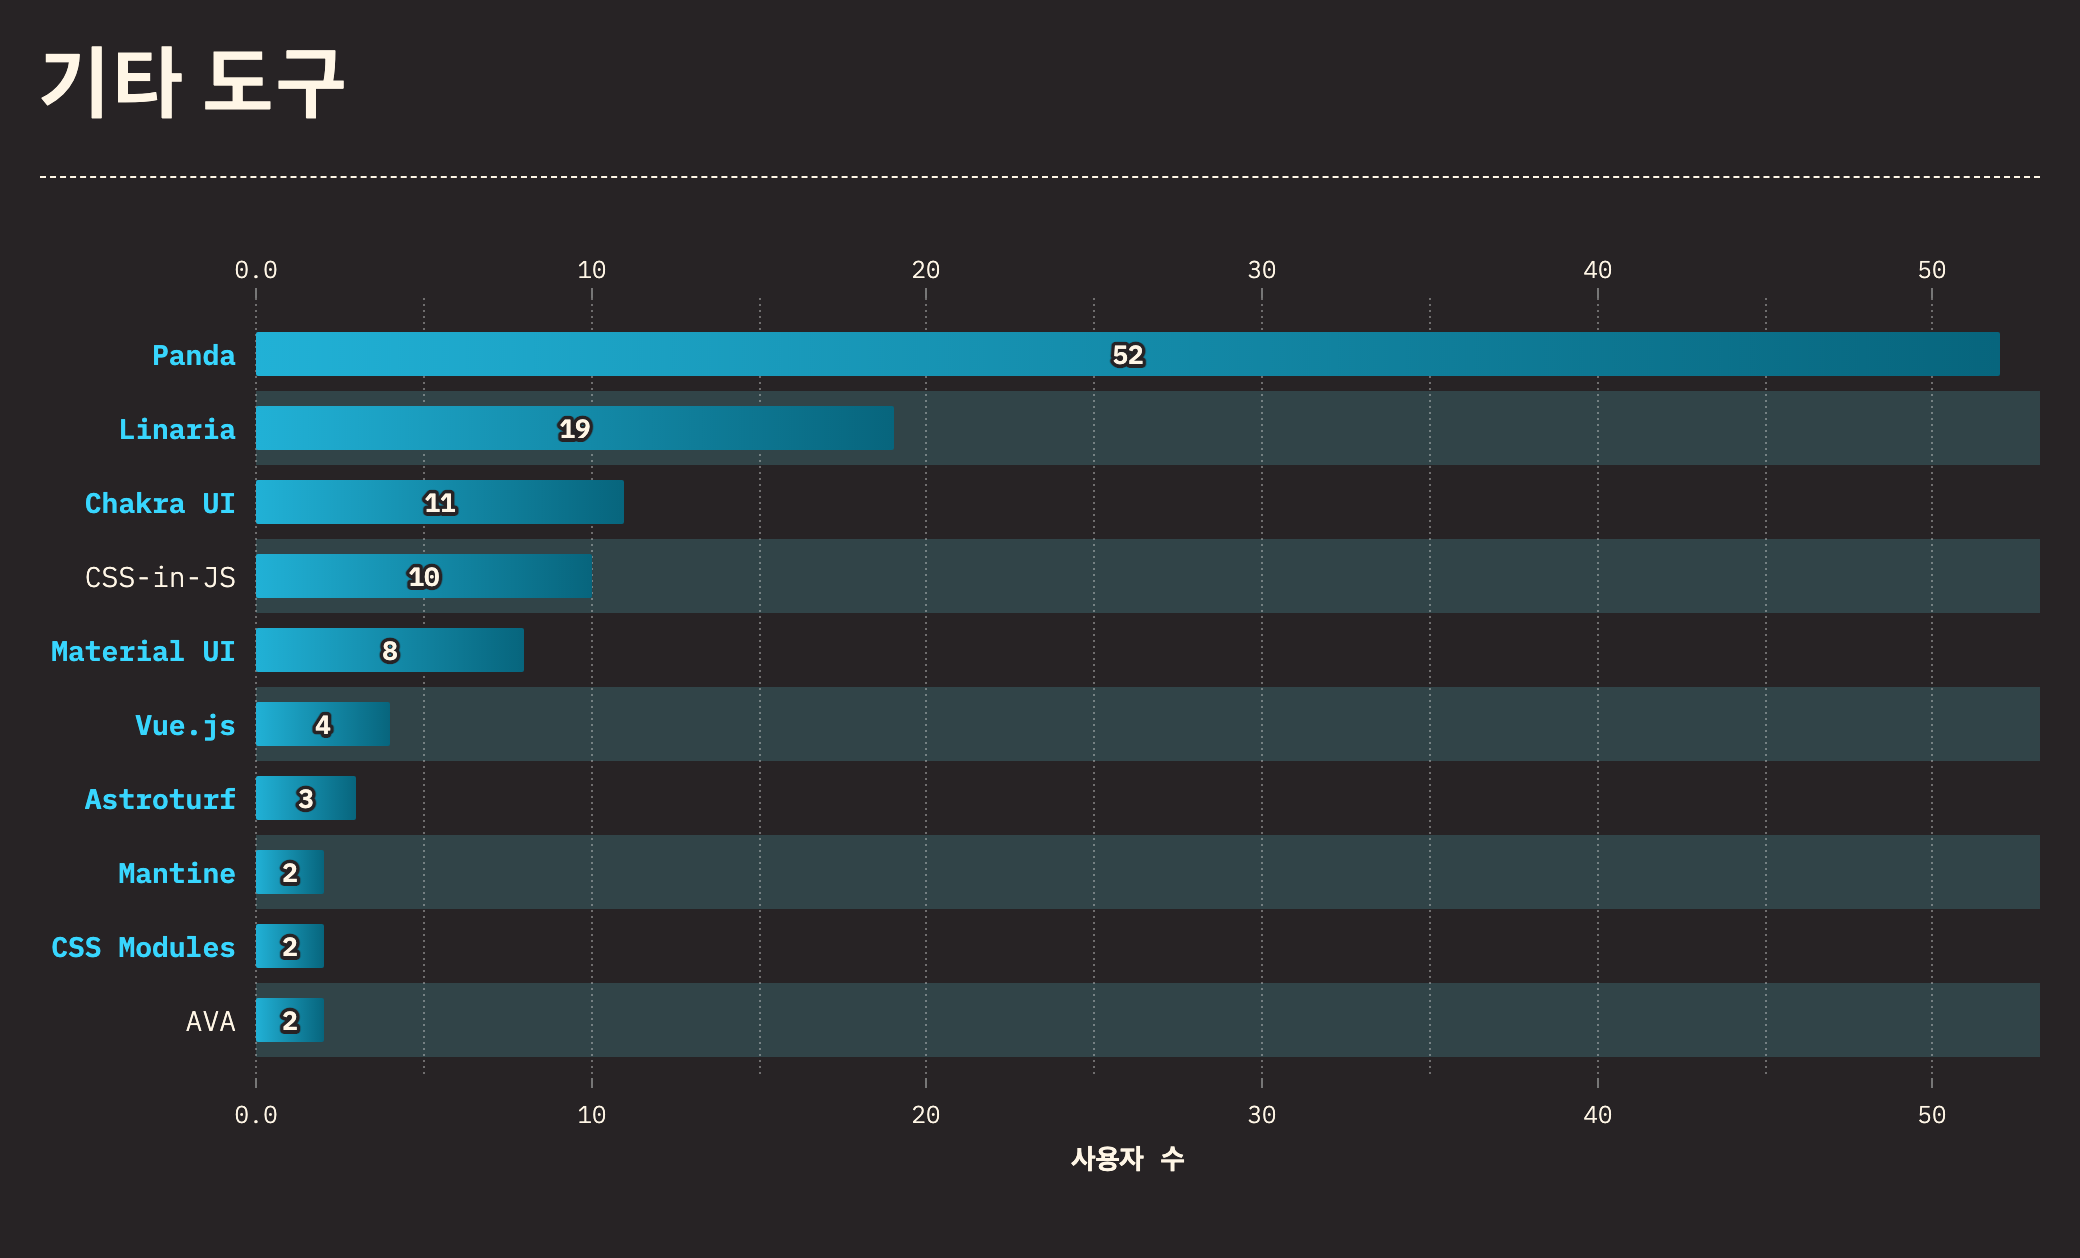 기타 도구
0.0 10 20 30 40 50
Panda 52
Linaria 19
Chakra UI 11
CSS-in-JS 10
Material UI 8
Vue.js 4
Astroturf 3
Mantine 2
CSS Modules 2
AVA 2
0.0 10 20 30 40 50
사용자 수